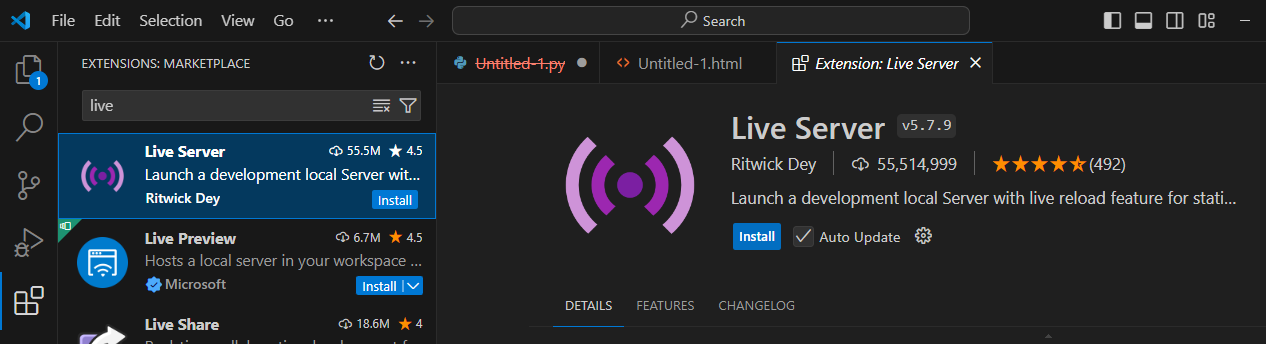 File Edit Selection View Go ··· Search
EXTENSIONS: MARKETPLACE
1
live
Live Server 55.5M 4.5
Launch a development local Server wit...
Ritwick Dey Install
Live Preview 6.7M 4.5
Hosts a local server in your workspace ...
Microsoft Install
Live Share 18.6M 4
Untitled-1.py Untitled-1.html Extension: Live Server
Live Server v5.7.9
Ritwick Dey 55,514,999 (492)
Launch a development local Server with live reload feature for stati...
Install Auto Update
DETAILS FEATURES CHANGELOG